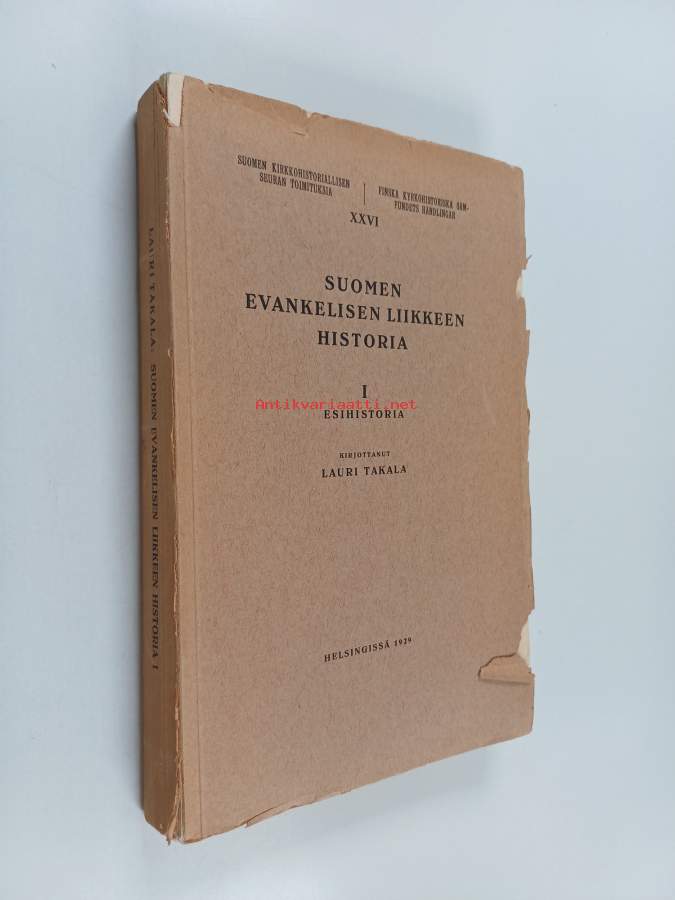 SUOMEN KIRKKOHISTORIALLISEN
SEURAN TOIMITUKSIA
FINSKA KYRKOHISTORISKA SAM-
FUNDETS HANDLINGAR
XXVI
SUOMEN
EVANKELISEN LIIKKEEN
HISTORIA
I
Antikvariaatti.net
ESIHISTORIA
KIRJOTTANUT
LAURI TAKALA
HELSINGISSÄ 1929
LAURI TAKALA: SUOMEN EVANKELISEN LIIKKEEN HISTORIA I